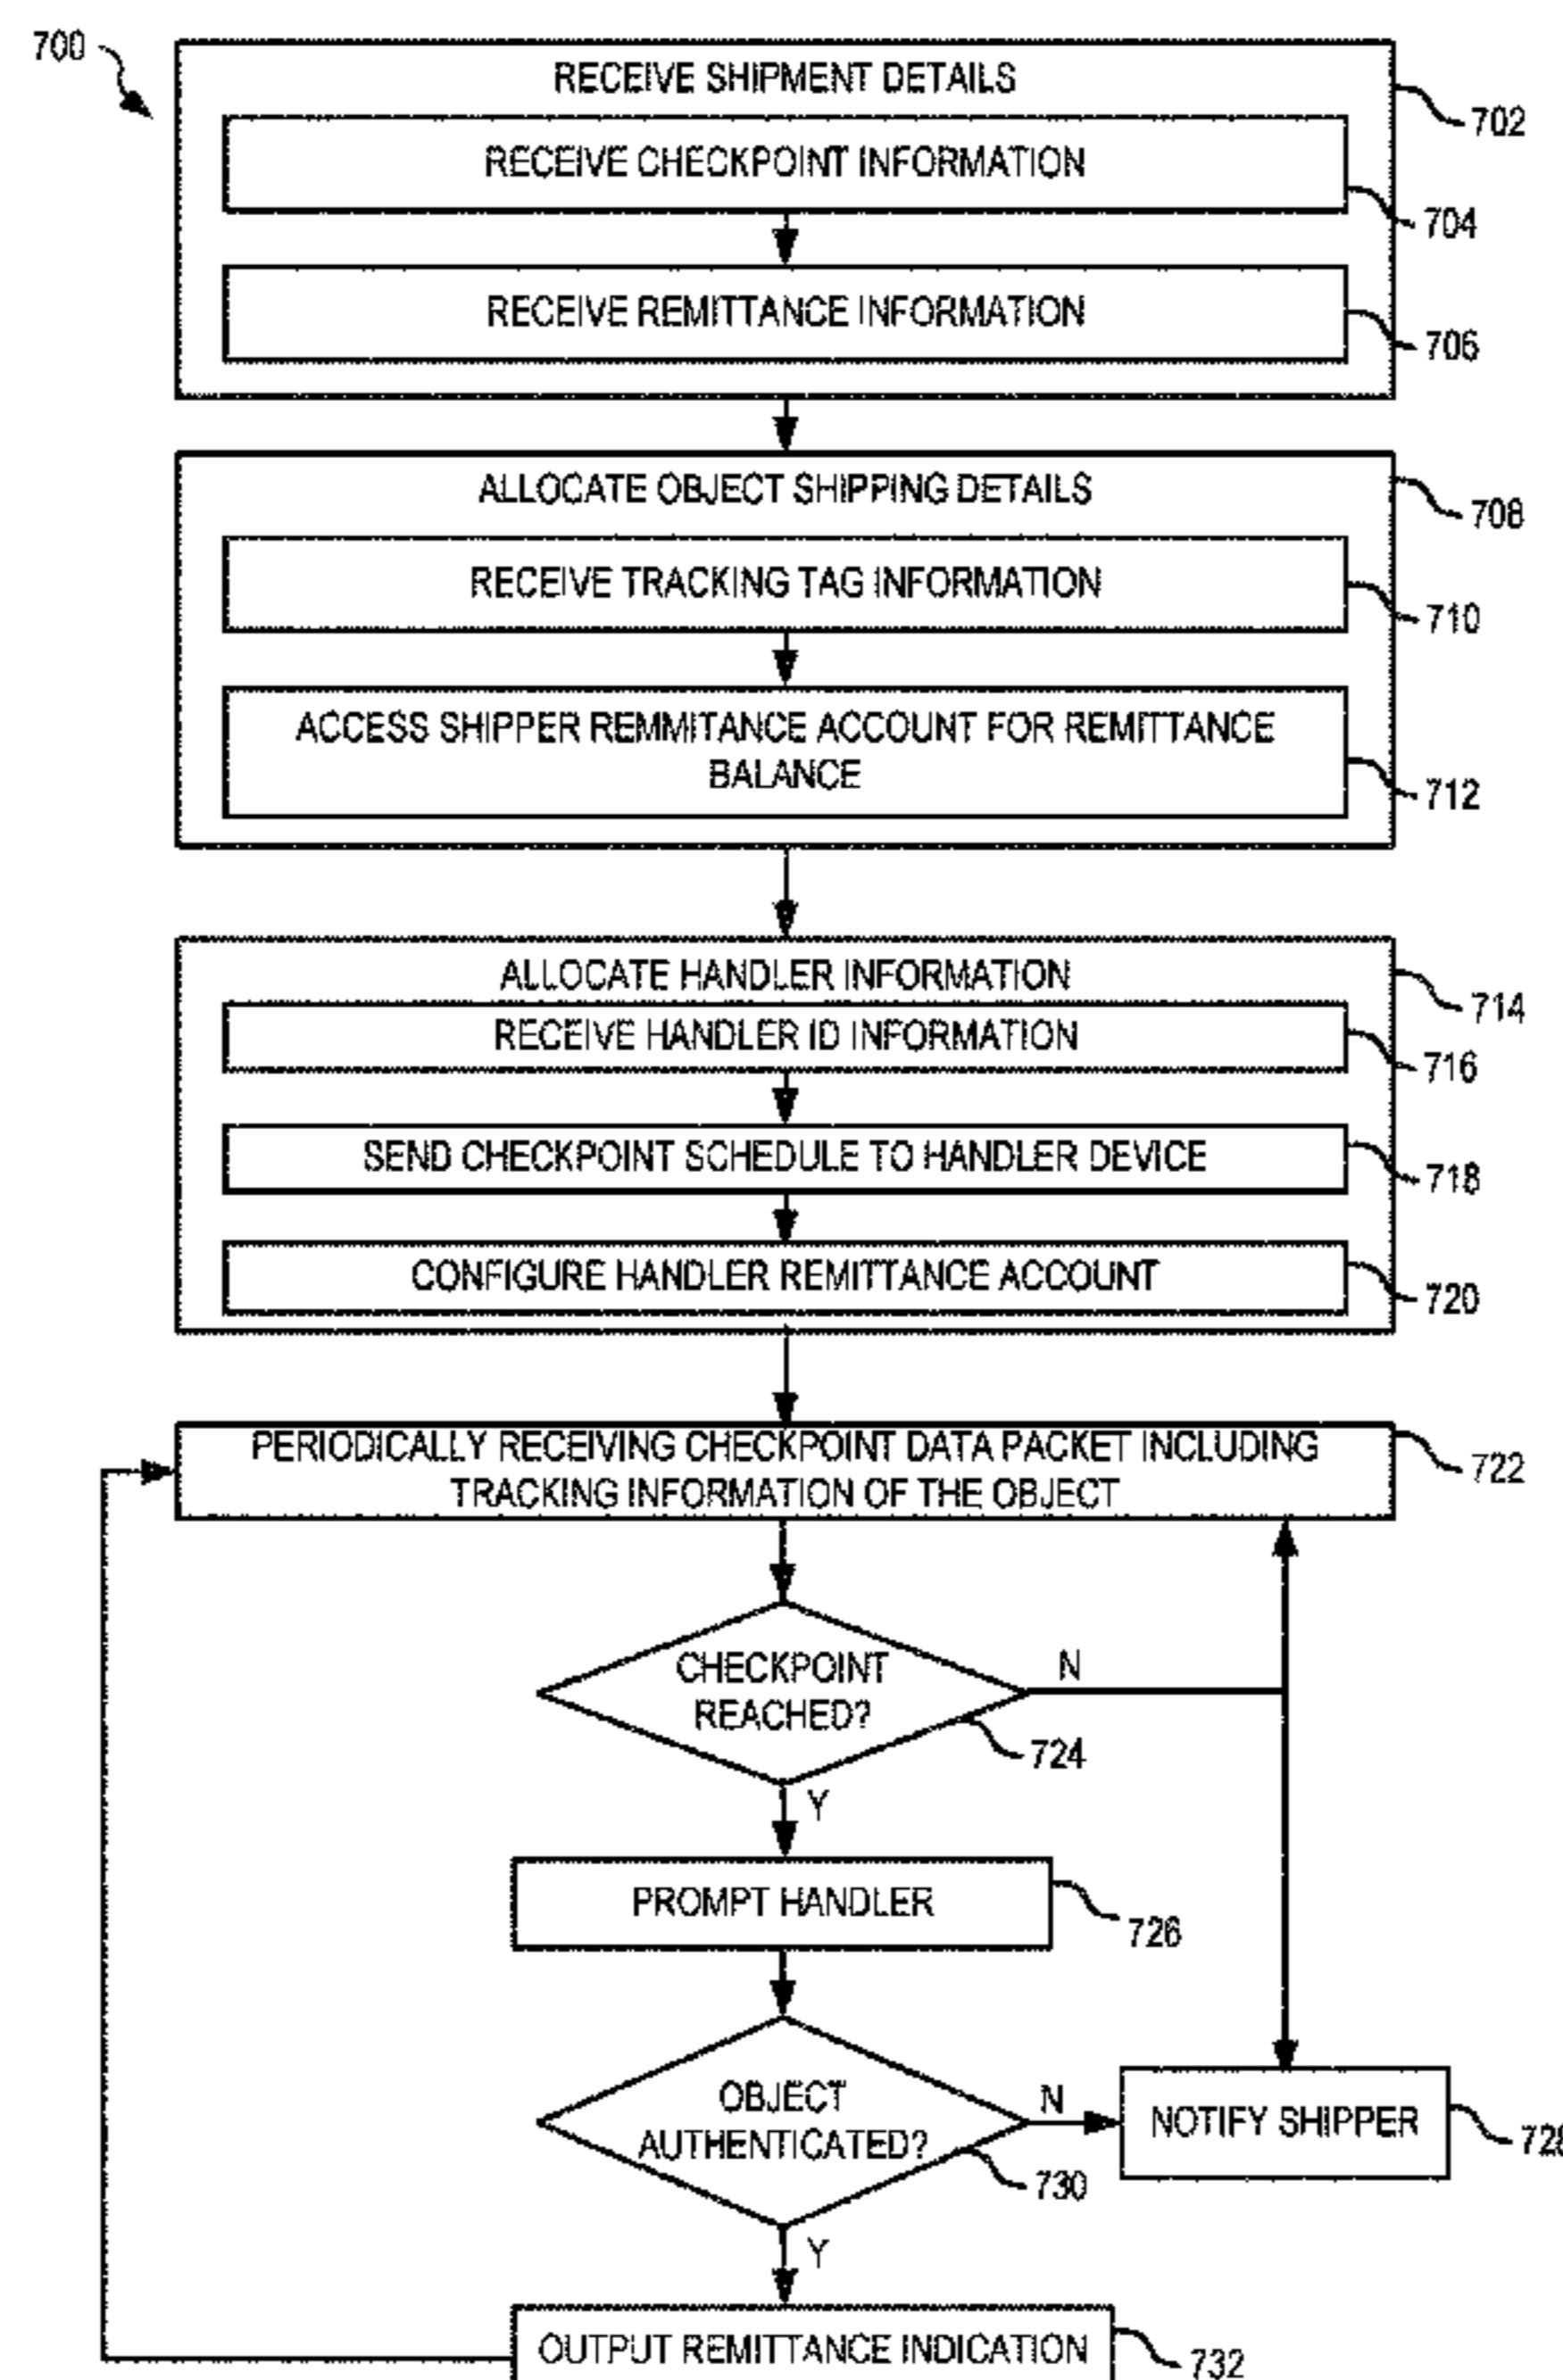 700
RECEIVE SHIPMENT DETAILS
702
RECEIVE CHECKPOINT INFORMATION
704
RECEIVE REMITTANCE INFORMATION
706
ALLOCATE OBJECT SHIPPING DETAILS
708
RECEIVE TRACKING TAG INFORMATION
710
ACCESS SHIPPER REMMITANCE ACCOUNT FOR REMITTANCE
BALANCE
712
ALLOCATE HANDLER INFORMATION
714
RECEIVE HANDLER ID INFORMATION
716
SEND CHECKPOINT SCHEDULE TO HANDLER DEVICE
718
CONFIGURE HANDLER REMITTANCE ACCOUNT
720
PERIODICALLY RECEIVING CHECKPOINT DATA PACKET INCLUDING
TRACKING INFORMATION OF THE OBJECT
722
CHECKPOINT
REACHED?
N
724
Y
PROMPT HANDLER
726
OBJECT
AUTHENTICATED?
N
730
NOTIFY SHIPPER
728
Y
OUTPUT REMITTANCE INDICATION
732